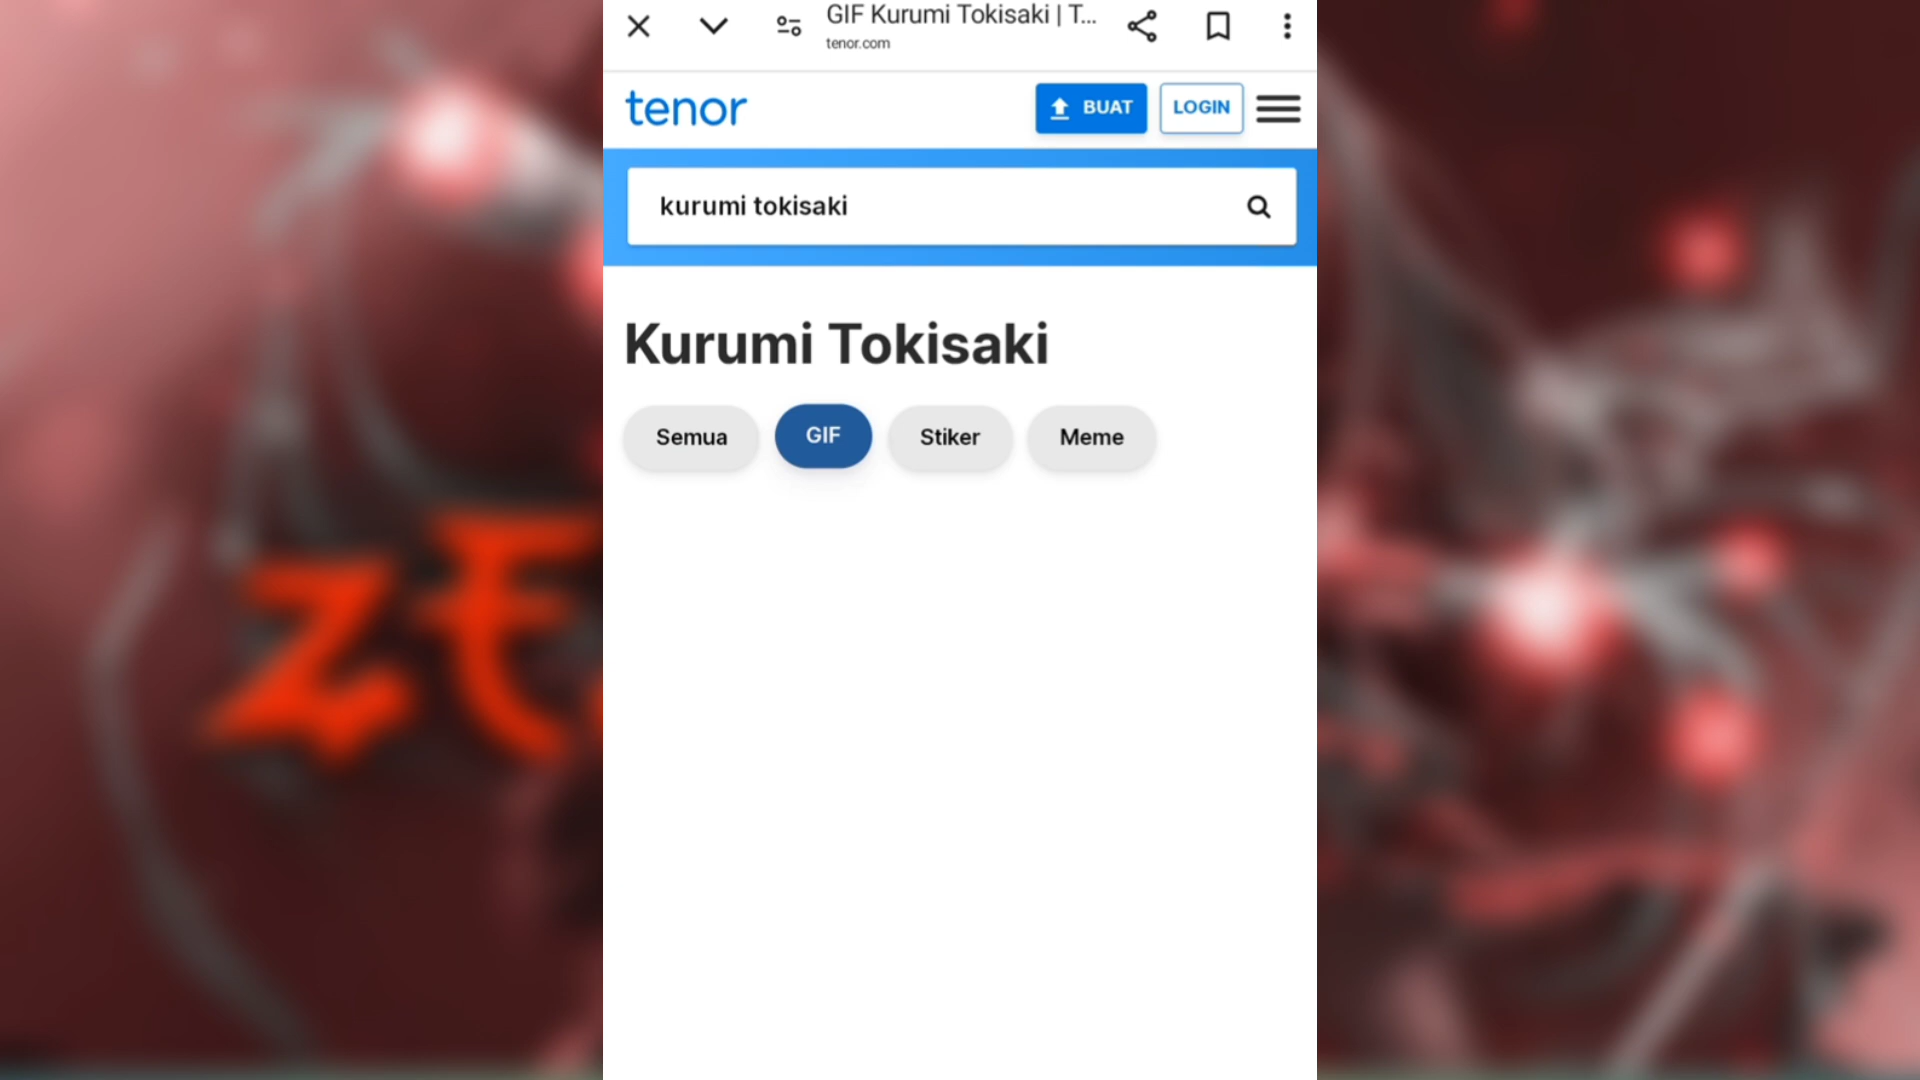 GIF Kurumi Tokisaki | T...
tenor.com
tenor
BUAT
LOGIN
kurumi tokisaki
Kurumi Tokisaki
Semua
GIF
Stiker
Meme